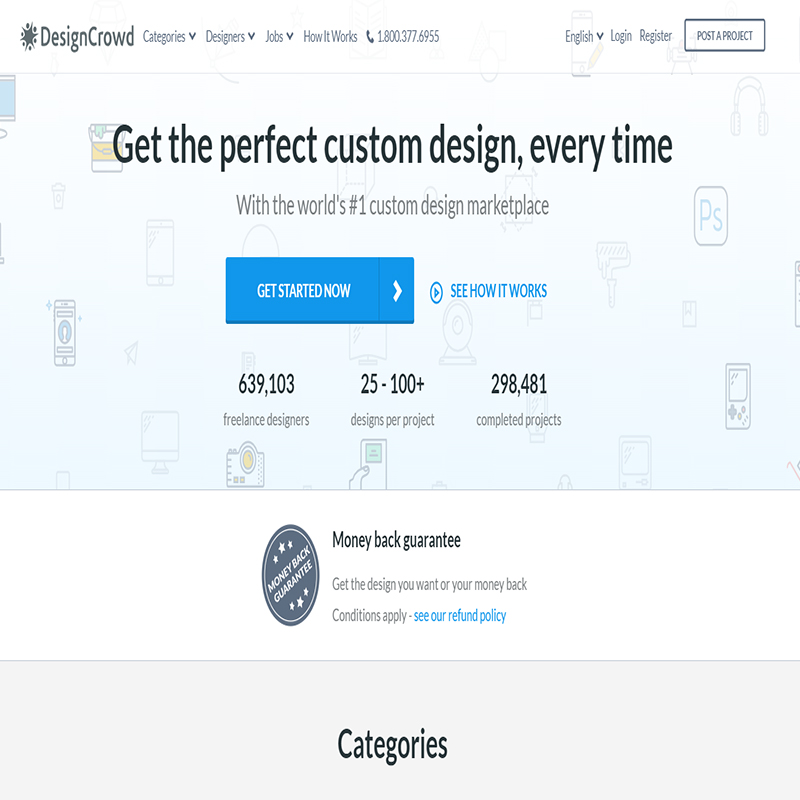 DesignCrowd Categories Designers Jobs How It Works 1.800.377.6955 English Login Register POST A PROJECT
Get the perfect custom design, every time
With the world's #1 custom design marketplace
Ps
GET STARTED NOW SEE HOW IT WORKS
639,103 25 - 100+ 298,481
freelance designers designs per project completed projects
MONEY BACK
GUARANTEE
Money back guarantee
Get the design you want or your money back
Conditions apply - see our refund policy
Categories